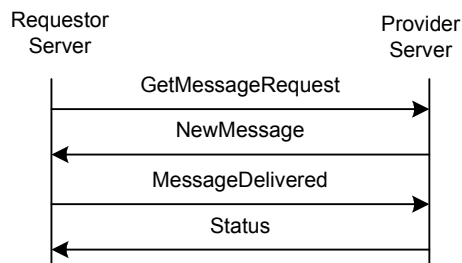 Requestor
Server
Provider
Server
GetMessageRequest
NewMessage
MessageDelivered
Status